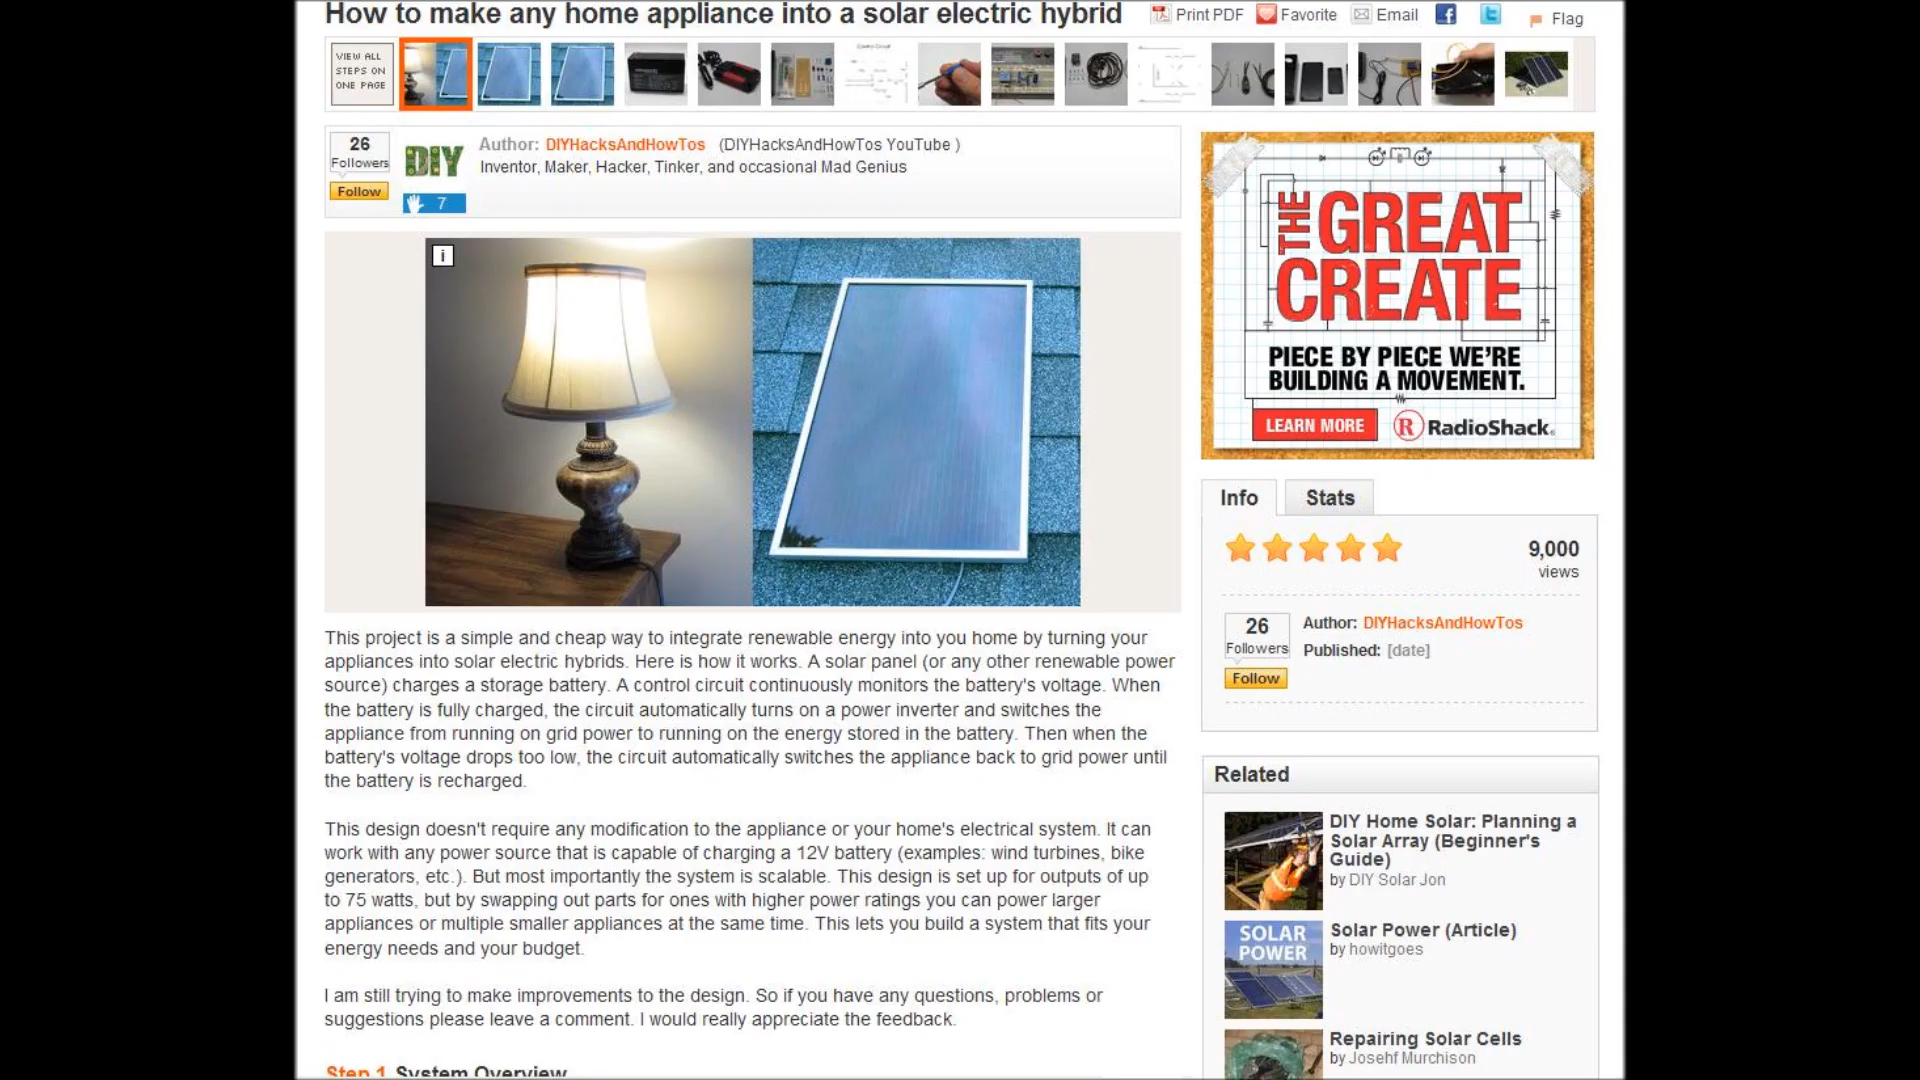 How to make any home appliance into a solar electric hybrid
Print PDF Favorite Email Flag
VIEW ALL
STEPS ON
ONE PAGE
26
Followers
Follow
DIY
7
Author: DIYHacksAndHowTos (DIYHacksAndHowTos YouTube )
Inventor, Maker, Hacker, Tinker, and occasional Mad Genius
i
This project is a simple and cheap way to integrate renewable energy into you home by turning your
appliances into solar electric hybrids. Here is how it works. A solar panel (or any other renewable power
source) charges a storage battery. A control circuit continuously monitors the battery's voltage. When
the battery is fully charged, the circuit automatically turns on a power inverter and switches the
appliance from running on grid power to running on the energy stored in the battery. Then when the
battery's voltage drops too low, the circuit automatically switches the appliance back to grid power until
the battery is recharged.
This design doesn't require any modification to the appliance or your home's electrical system. It can
work with any power source that is capable of charging a 12V battery (examples: wind turbines, bike
generators, etc.). But most importantly the system is scalable. This design is set up for outputs of up
to 75 watts, but by swapping out parts for ones with higher power ratings you can power larger
appliances or multiple smaller appliances at the same time. This lets you build a system that fits your
energy needs and your budget.
I am still trying to make improvements to the design. So if you have any questions, problems or
suggestions please leave a comment. I would really appreciate the feedback.
Step 1 System Overview
THE GREAT
CREATE
PIECE BY PIECE WE'RE
BUILDING A MOVEMENT.
LEARN MORE R RadioShack
Info Stats
9,000
views
26
Followers
Follow
Author: DIYHacksAndHowTos
Published: [date]
Related
DIY Home Solar: Planning a
Solar Array (Beginner's
Guide)
by DIY Solar Jon
SOLAR
POWER
Solar Power (Article)
by howitgoes
Repairing Solar Cells
by Josehf Murchison